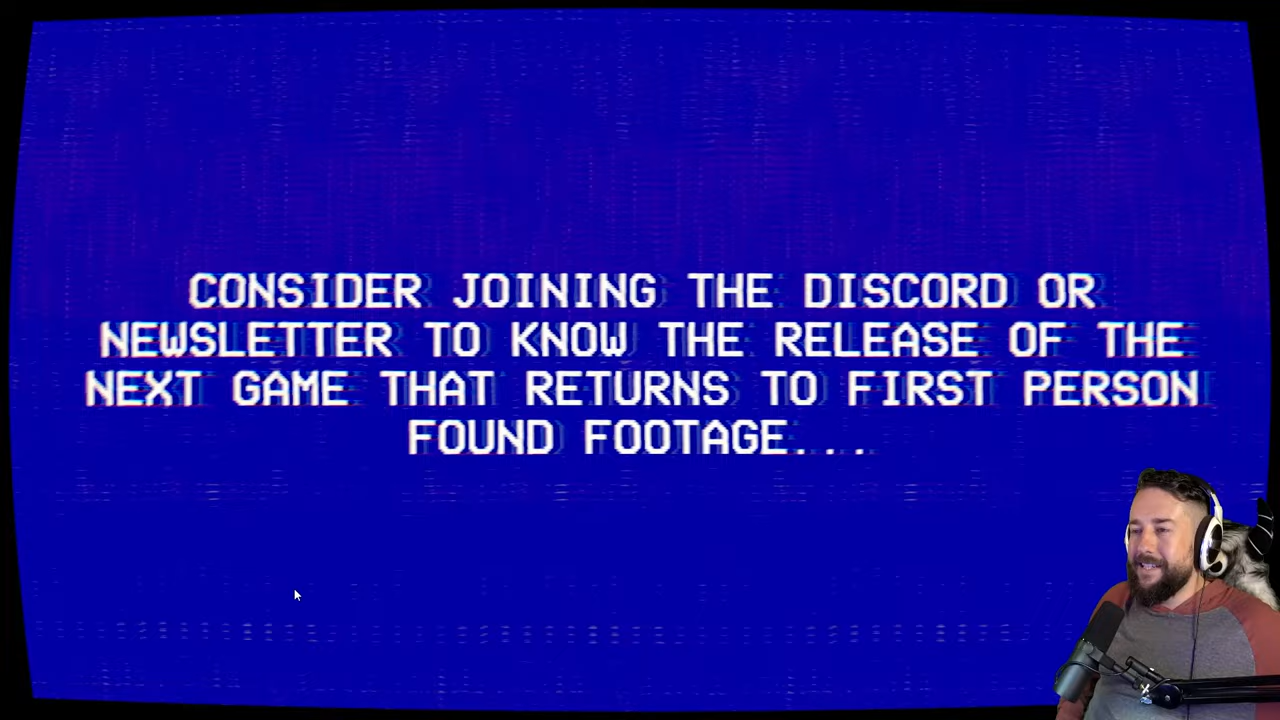 CONSIDER JOINING THE DISCORD OR
NEWSLETTER TO KNOW THE RELEASE OF THE
NEXT GAME THAT RETURNS TO FIRST PERSON
FOUND FOOTAGE...